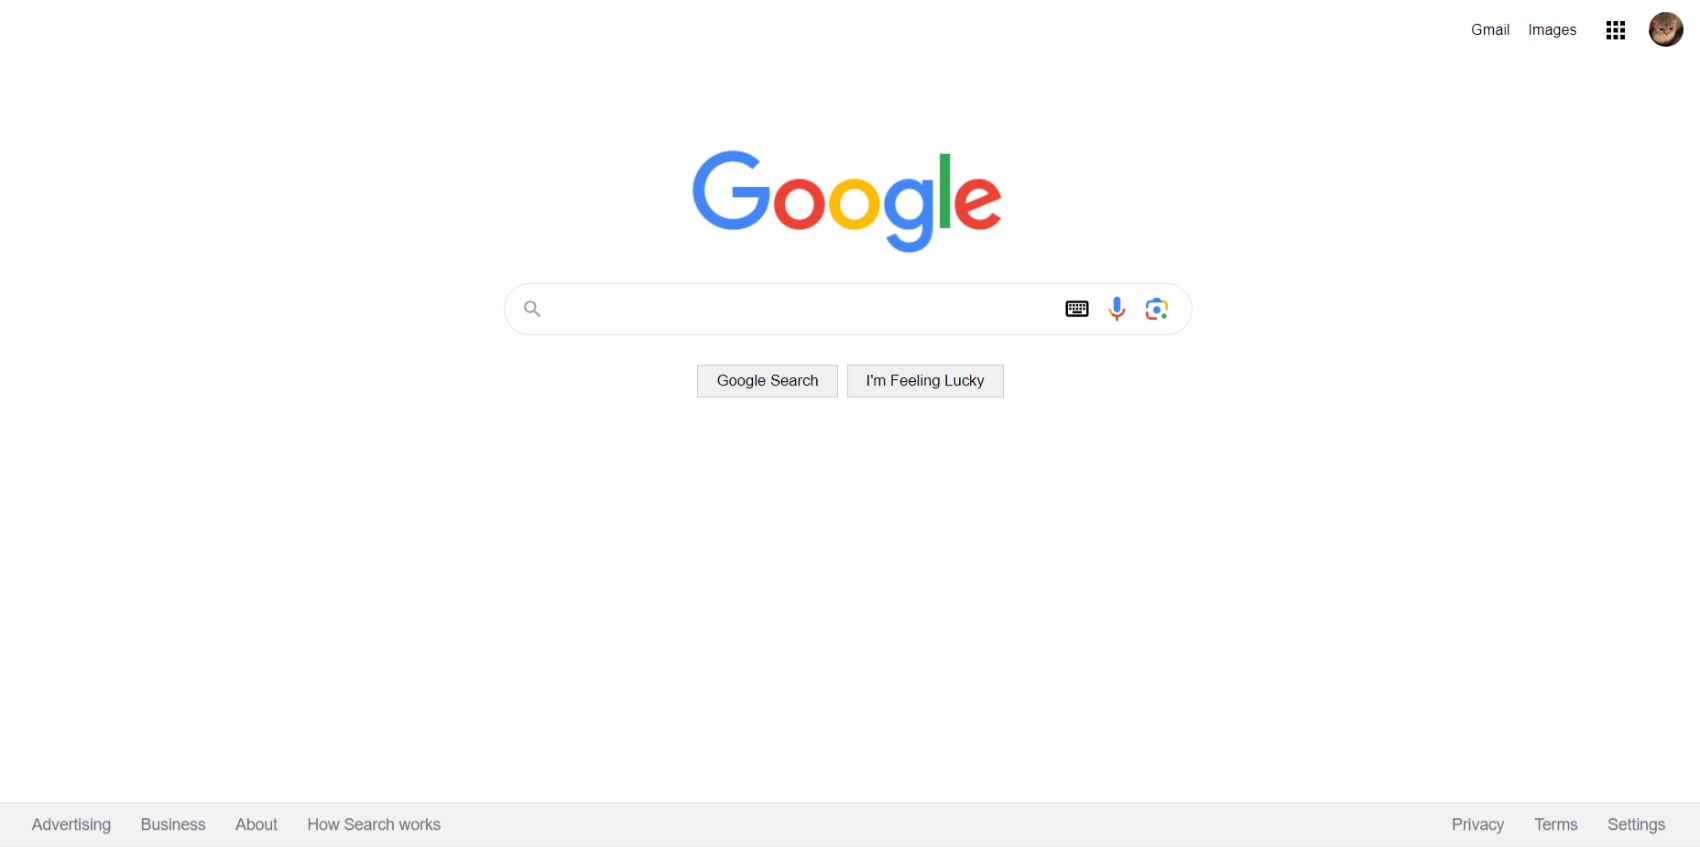 Gmail Images
Google
Google Search I'm Feeling Lucky
Advertising Business About How Search works Privacy Terms Settings